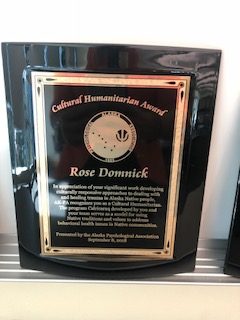 Cultural Humanitarian Award
ALASKA
Rose Domnick
In appreciation of your significant work developing
culturally responsive approaches to dealing with
and healing trauma in Alaska Native people,
AK-PA recognizes you as a Cultural Humanitarian.
The program Calricaraq developed by you and
your team serves as a model for using
Native traditions and values to address
behavioral health issues in Native communities.
Presented by the Alaska Psychological Association
September 8, 2018